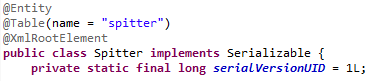 @Entity
@Table(name = "spitter")
@XmlRootElement
public class Spitter implements Serializable {
    private static final long serialVersionUID = 1L;